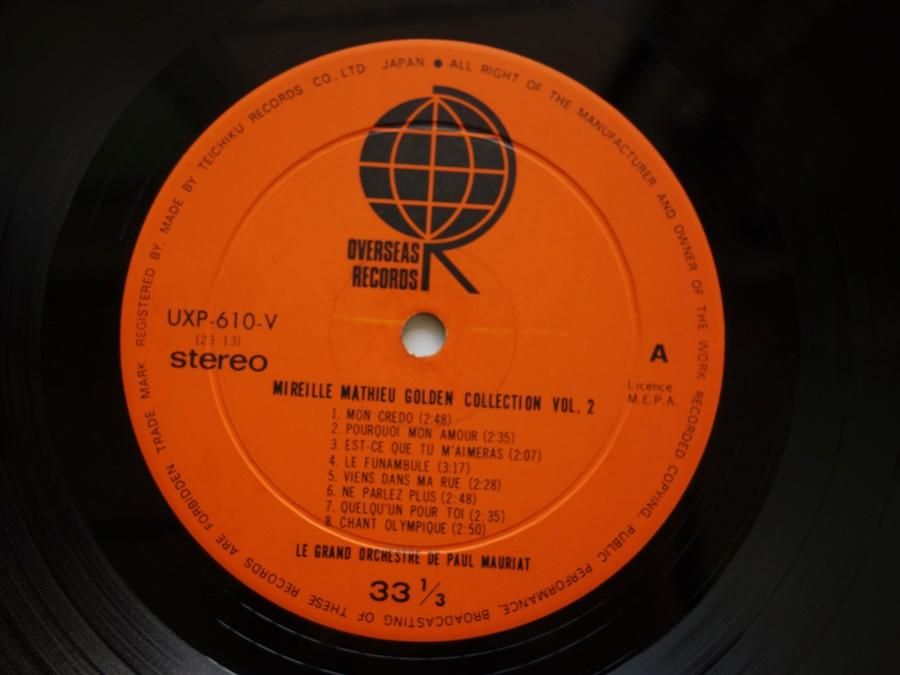 TRADE MARK REGISTERED BY, MADE BY TEICHIKU RECORDS CO., LTD JAPAN ● ALL RIGHT OF THE MANUFACTURER AND OWNER OF THE WORK RECORDED COPYING, PUBLIC PERFORMANCE, BROADCASTING OF THESE RECORDS ARE FORBIDDEN
R
OVERSEAS
RECORDS
UXP-610-V
(23-13)
stereo
A
Licence
M.E.P.A.
MIREILLE MATHIEU GOLDEN COLLECTION VOL. 2
1. MON CREDO (2:48)
2. POURQUOI MON AMOUR (2:35)
3. EST-CE QUE TU M'AIMERAS (2:07)
4. LE FUNAMBULE (3:17)
5. VIENS DANS MA RUE (2:28)
6. NE PARLEZ PLUS (2:48)
7. QUELQU'UN POUR TOI (2:35)
8. CHANT OLYMPIQUE (2:50)
LE GRAND ORCHESTRE DE PAUL MAURIAT
33 1/3